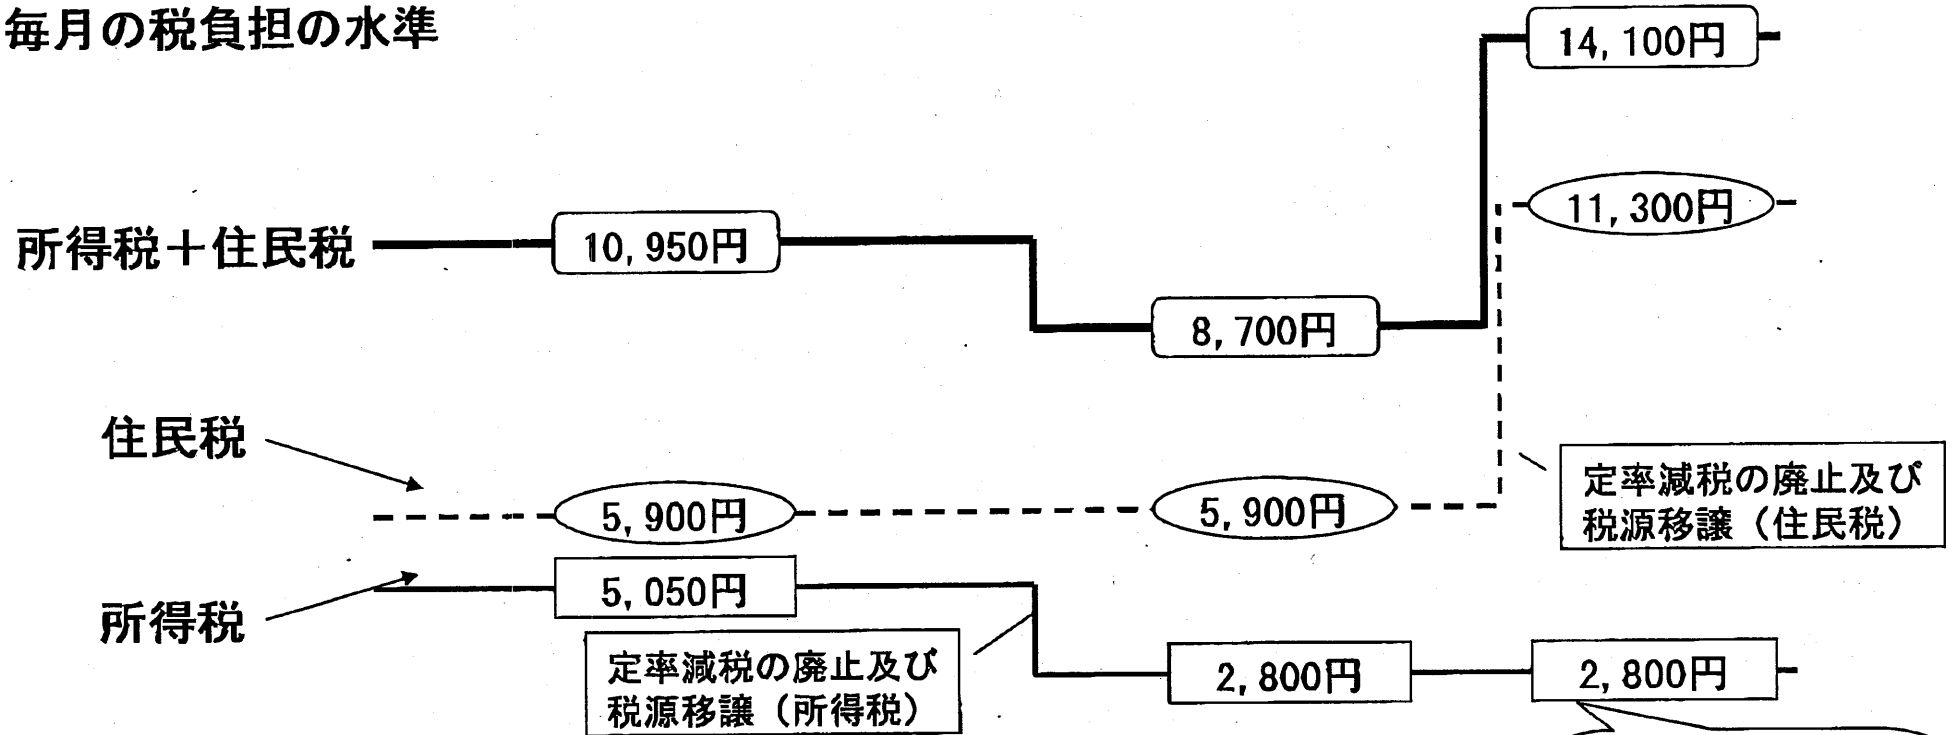 毎月の税負担の水準
14,100円
11,300円
所得税＋住民税
10,950円
8,700円
住民税
5,900円
5,900円
定率減税の廃止及び
税源移譲（住民税）
所得税
5,050円
定率減税の廃止及び
税源移譲（所得税）
2,800円
2,800円